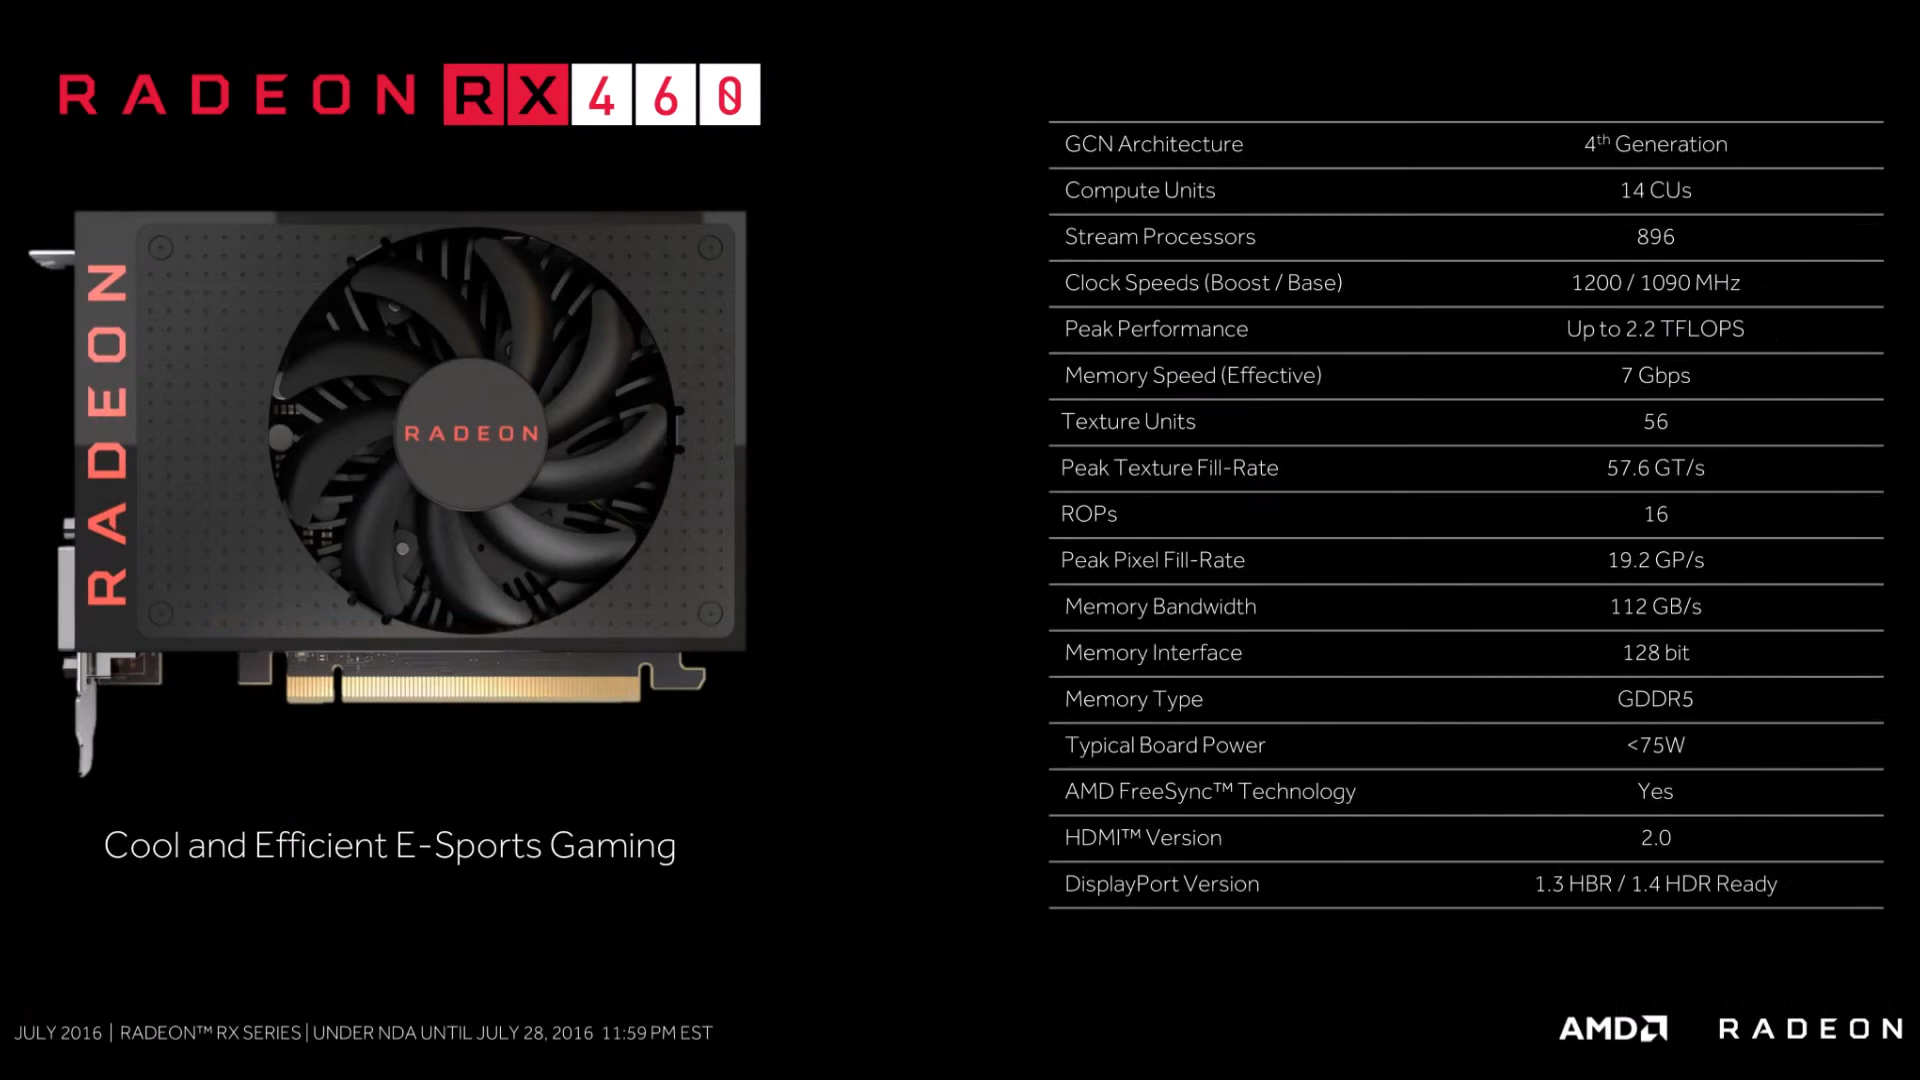 RADEON RX 460
GCN Architecture 4th Generation
Compute Units 14 CUs
Stream Processors 896
Clock Speeds (Boost / Base) 1200 / 1090 MHz
Peak Performance Up to 2.2 TFLOPS
Memory Speed (Effective) 7 Gbps
Texture Units 56
Peak Texture Fill-Rate 57.6 GT/s
ROPs 16
Peak Pixel Fill-Rate 19.2 GP/s
Memory Bandwidth 112 GB/s
Memory Interface 128 bit
Memory Type GDDR5
Typical Board Power <75W
AMD FreeSync™ Technology Yes
HDMI™ Version 2.0
DisplayPort Version 1.3 HBR / 1.4 HDR Ready
RADEON
RADEON
Cool and Efficient E-Sports Gaming
JULY 2016 | RADEON™ RX SERIES | UNDER NDA UNTIL JULY 28, 2016 11:59 PM EST
AMD RADEON